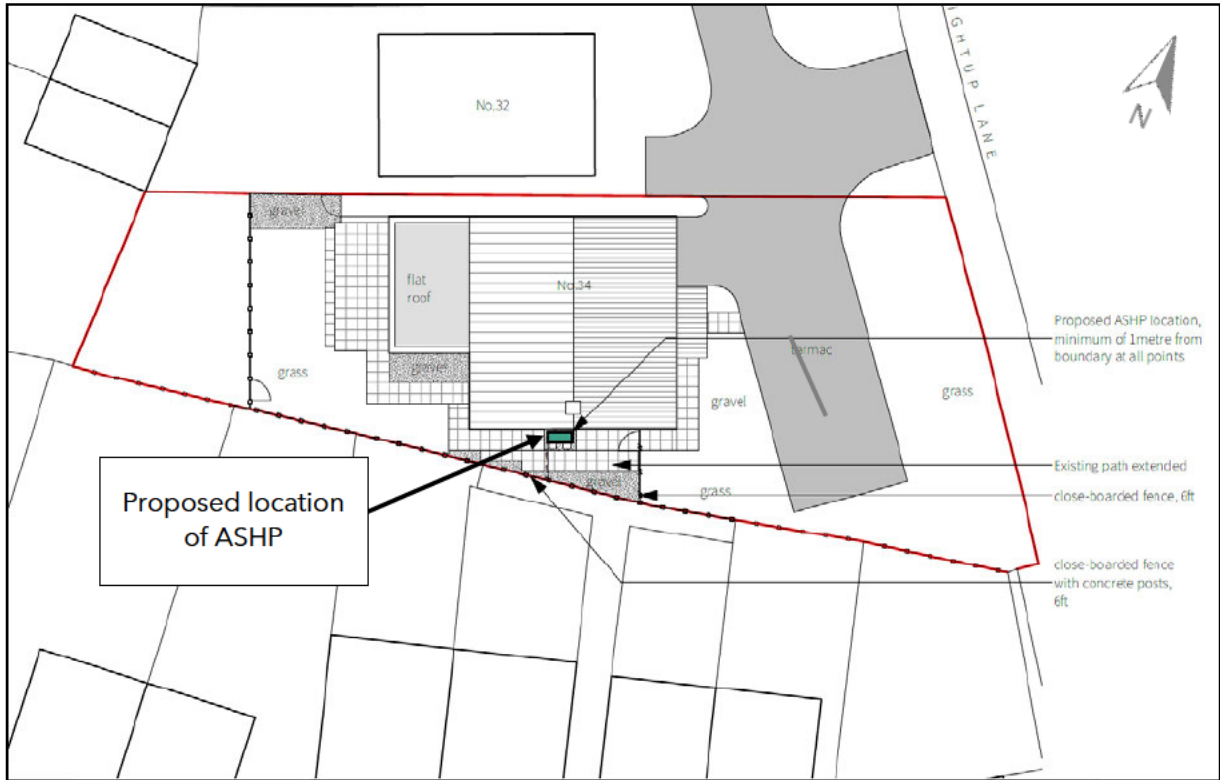 IGHTUP LANE
N
No.32
gravel
flat
roof
No.34
Proposed ASHP location,
minimum of 1metre from
boundary at all points
tarmac
gravel
grass
gravel
grass
Existing path extended
gravel
grass
close-boarded fence, 6ft
Proposed location
of ASHP
close-boarded fence
with concrete posts,
6ft